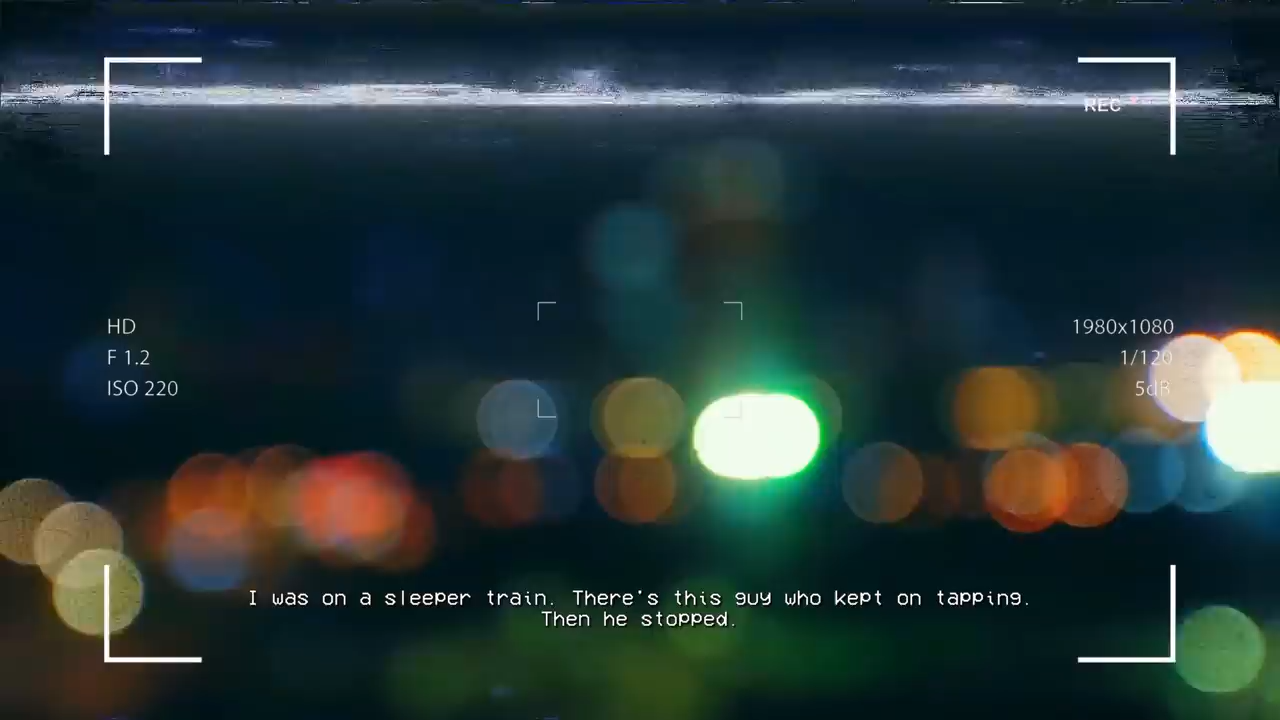 REC
HD
F 1.2
ISO 220
1980x1080
1/120
5dB
I was on a sleeper train. There's this guy who kept on tapping.
Then he stopped.